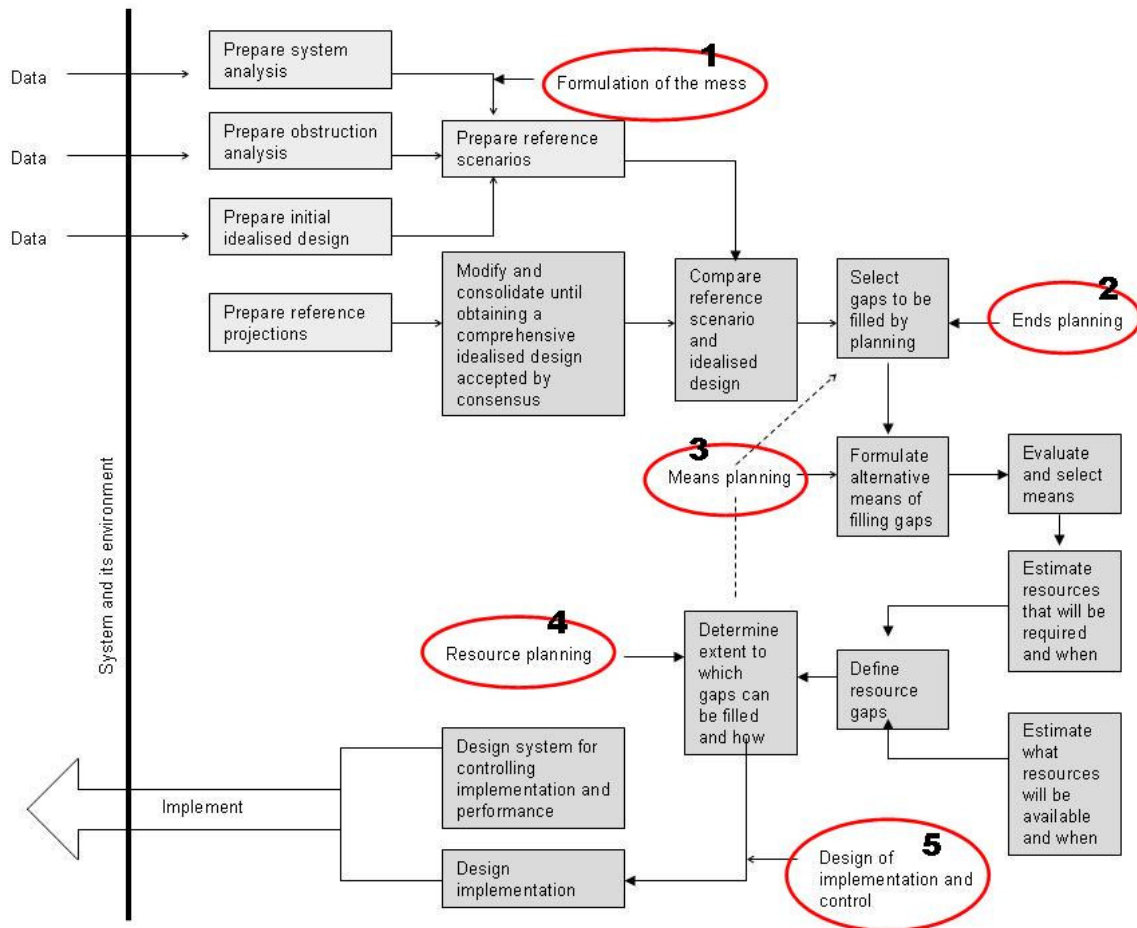 Data
Prepare system
analysis
1
Formulation of the mess
Data
Prepare obstruction
analysis
Prepare reference
scenarios
Data
Prepare initial
idealised design
Prepare reference
projections
Modify and
consolidate until
obtaining a
comprehensive
idealised design
accepted by
consensus
Compare
reference
scenario
and
idealised
design
Select
gaps to be
filled by
planning
2
Ends planning
3
Means planning
Formulate
alternative
means of
filling gaps
Evaluate
and select
means
System and its environment
Estimate
resources
that will be
required
and when
4
Resource planning
Determine
extent to
which
gaps can
be filled
and how
Define
resource
gaps
Estimate
what
resources
will be
available
and when
Design system for
controlling
implementation and
performance
Implement
Design
implementation
5
Design of
implementation and
control